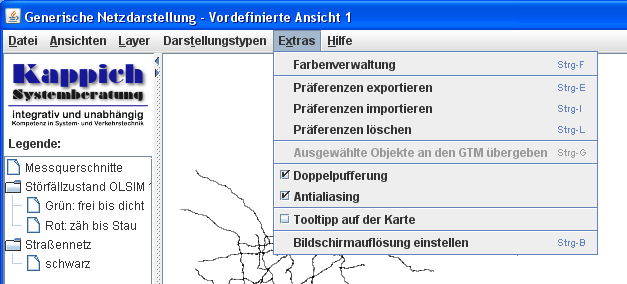 Generische Netzdarstellung - Vordefinierte Ansicht 1
Datei Ansichten Layer Darstellungstypen Extras Hilfe
Kappich
Systemberatung
integrativ und unabhängig
Kompetenz in System- und Verkehrstechnik
Legende:
Messquerschnitte
Störfällzustand OLSIM
Grün: frei bis dicht
Rot: zäh bis Stau
Straßennetz
schwarz
Farbenverwaltung Strg-F
Präferenzen exportieren Strg-E
Präferenzen importieren Strg-I
Präferenzen löschen Strg-L
Ausgewählte Objekte an den GTM übergeben Strg-G
Doppelpufferung
Antialiasing
Tooltipp auf der Karte
Bildschirmauflösung einstellen Strg-B